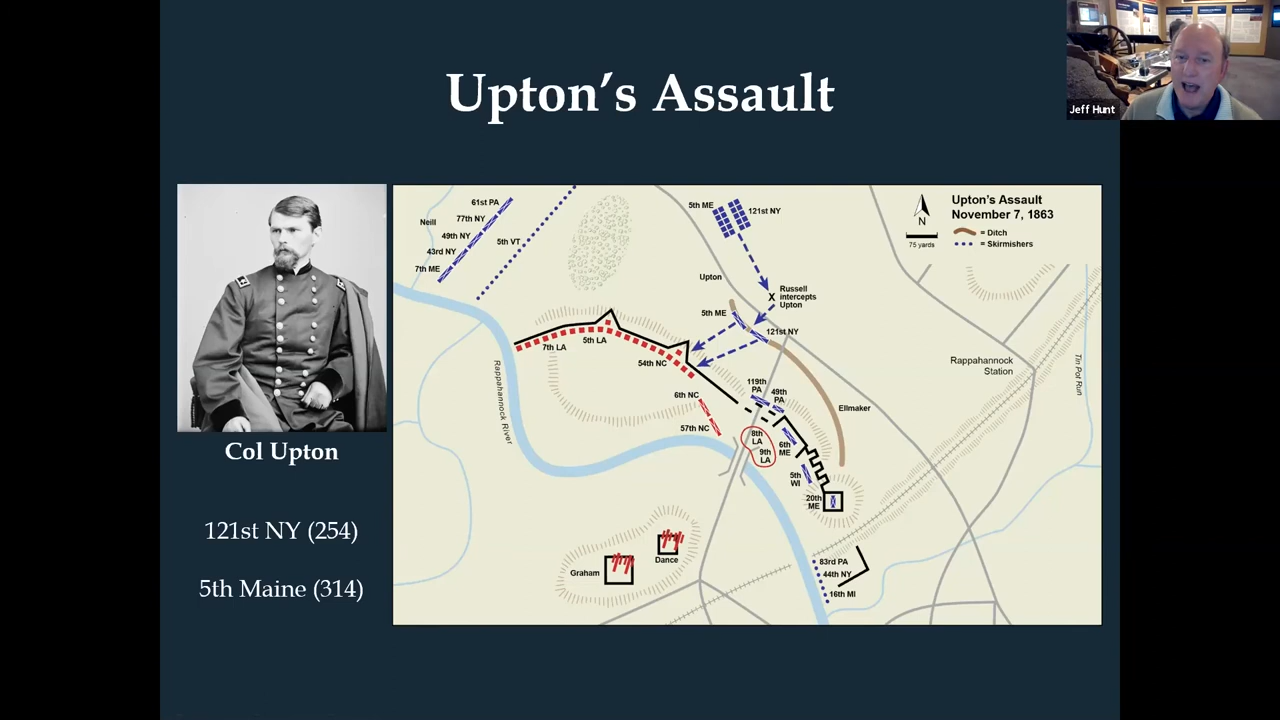 Upton's Assault
Jeff Hunt
Col Upton
121st NY (254)
5th Maine (314)
Upton's Assault
November 7, 1863
= Ditch
= Skirmishers
N
75 yards
61st PA
77th NY
Neill
49th NY
43rd NY
7th ME
5th VT
5th ME
121st NY
Upton
X
Russell
intercepts
Upton
5th ME
121st NY
7th LA
5th LA
54th NC
6th NC
57th NC
Rappahannock River
119th
PA
49th
PA
Ellmaker
8th
LA
9th
LA
6th
ME
5th
WI
20th
ME
Rappahannock
Station
Tin Pot Run
Graham
Dance
83rd PA
44th NY
16th MI